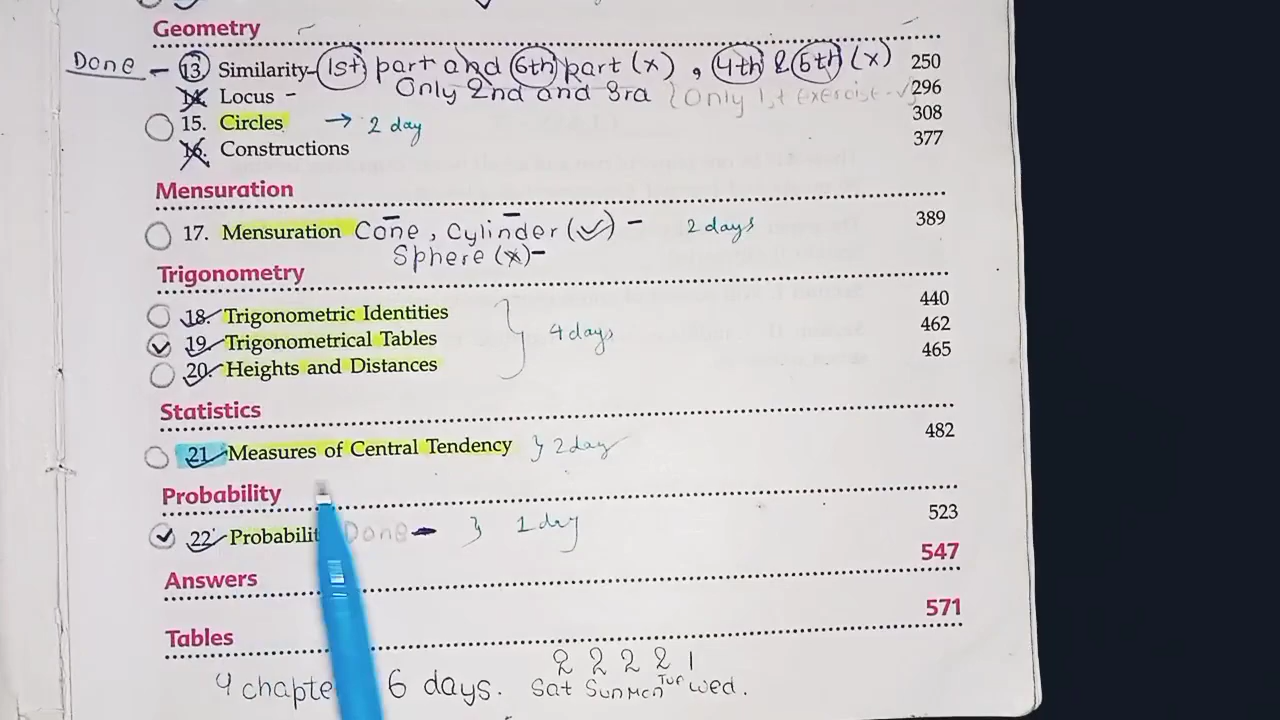 Geometry
Done - 13 Similarity- 1st part and 6th part (x) , 4th & 5th (x) 250
Only 2nd and 3rd {Only 1st exercise - ✓}
14. Locus - 296
15. Circles → 2 day 308
16. Constructions 377
Mensuration
17. Mensuration Cone, Cylinder (✓) - 2 days 389
Sphere (x)-
Trigonometry
18. Trigonometric Identities 440
19. Trigonometrical Tables } 4 days 462
20. Heights and Distances 465
Statistics
21. Measures of Central Tendency } 2 day 482
Probability
22. Probabilit Done - } 1 day 523
Answers 547
Tables 571
2 2 2 2 1
4 chapte 6 days. Sat Sun Mon Tue Wed.